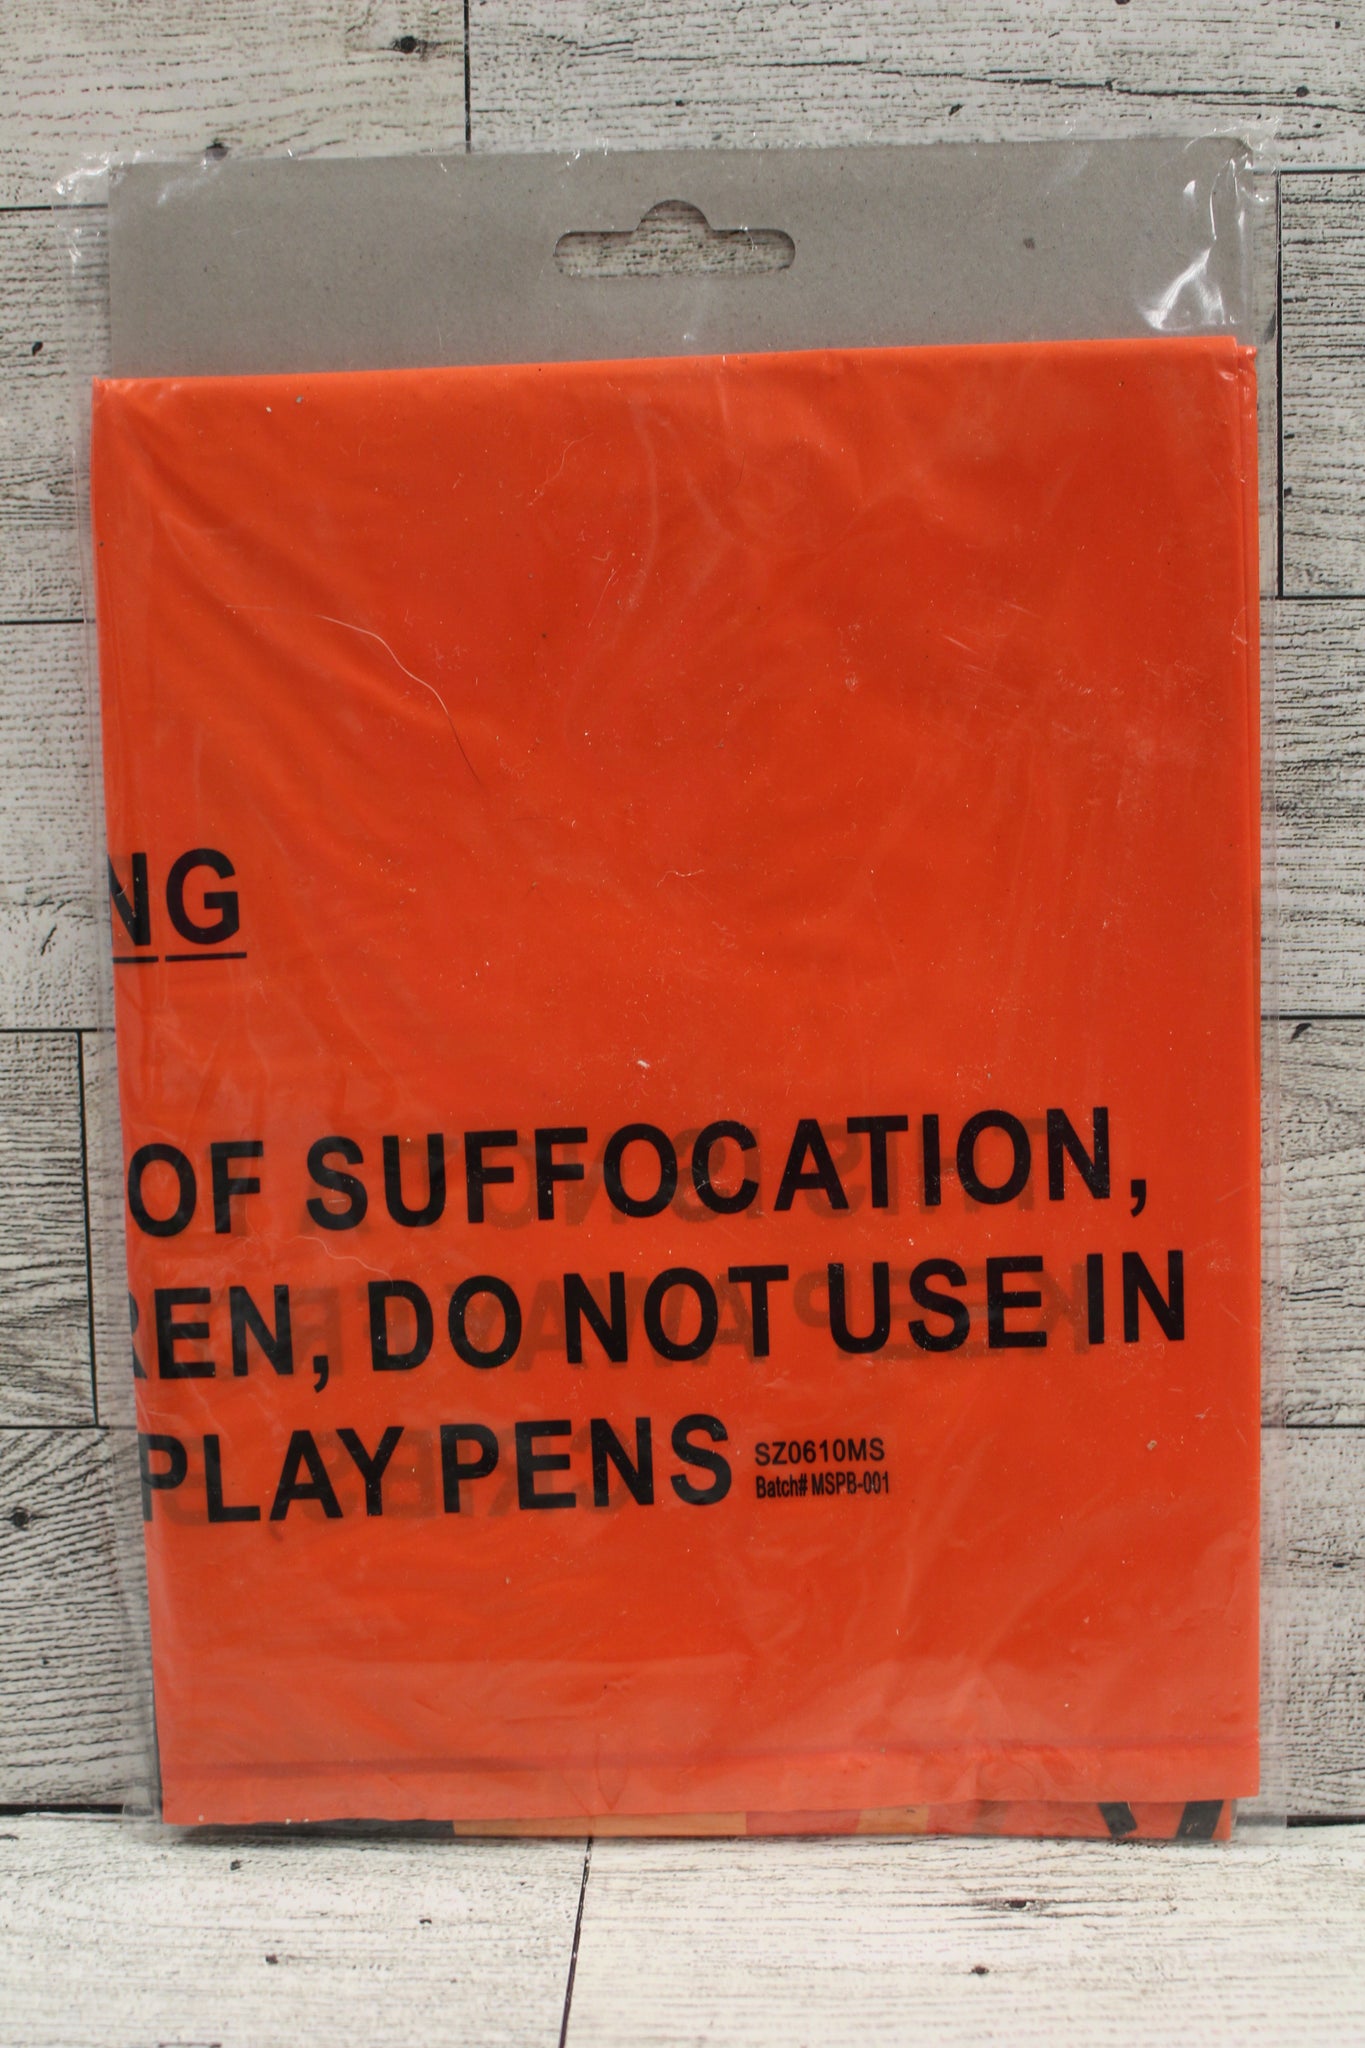 NG
OF SUFFOCATION,
REN, DO NOT USE IN
PLAY PENS
SZ0610MS
Batch# MSPB-001